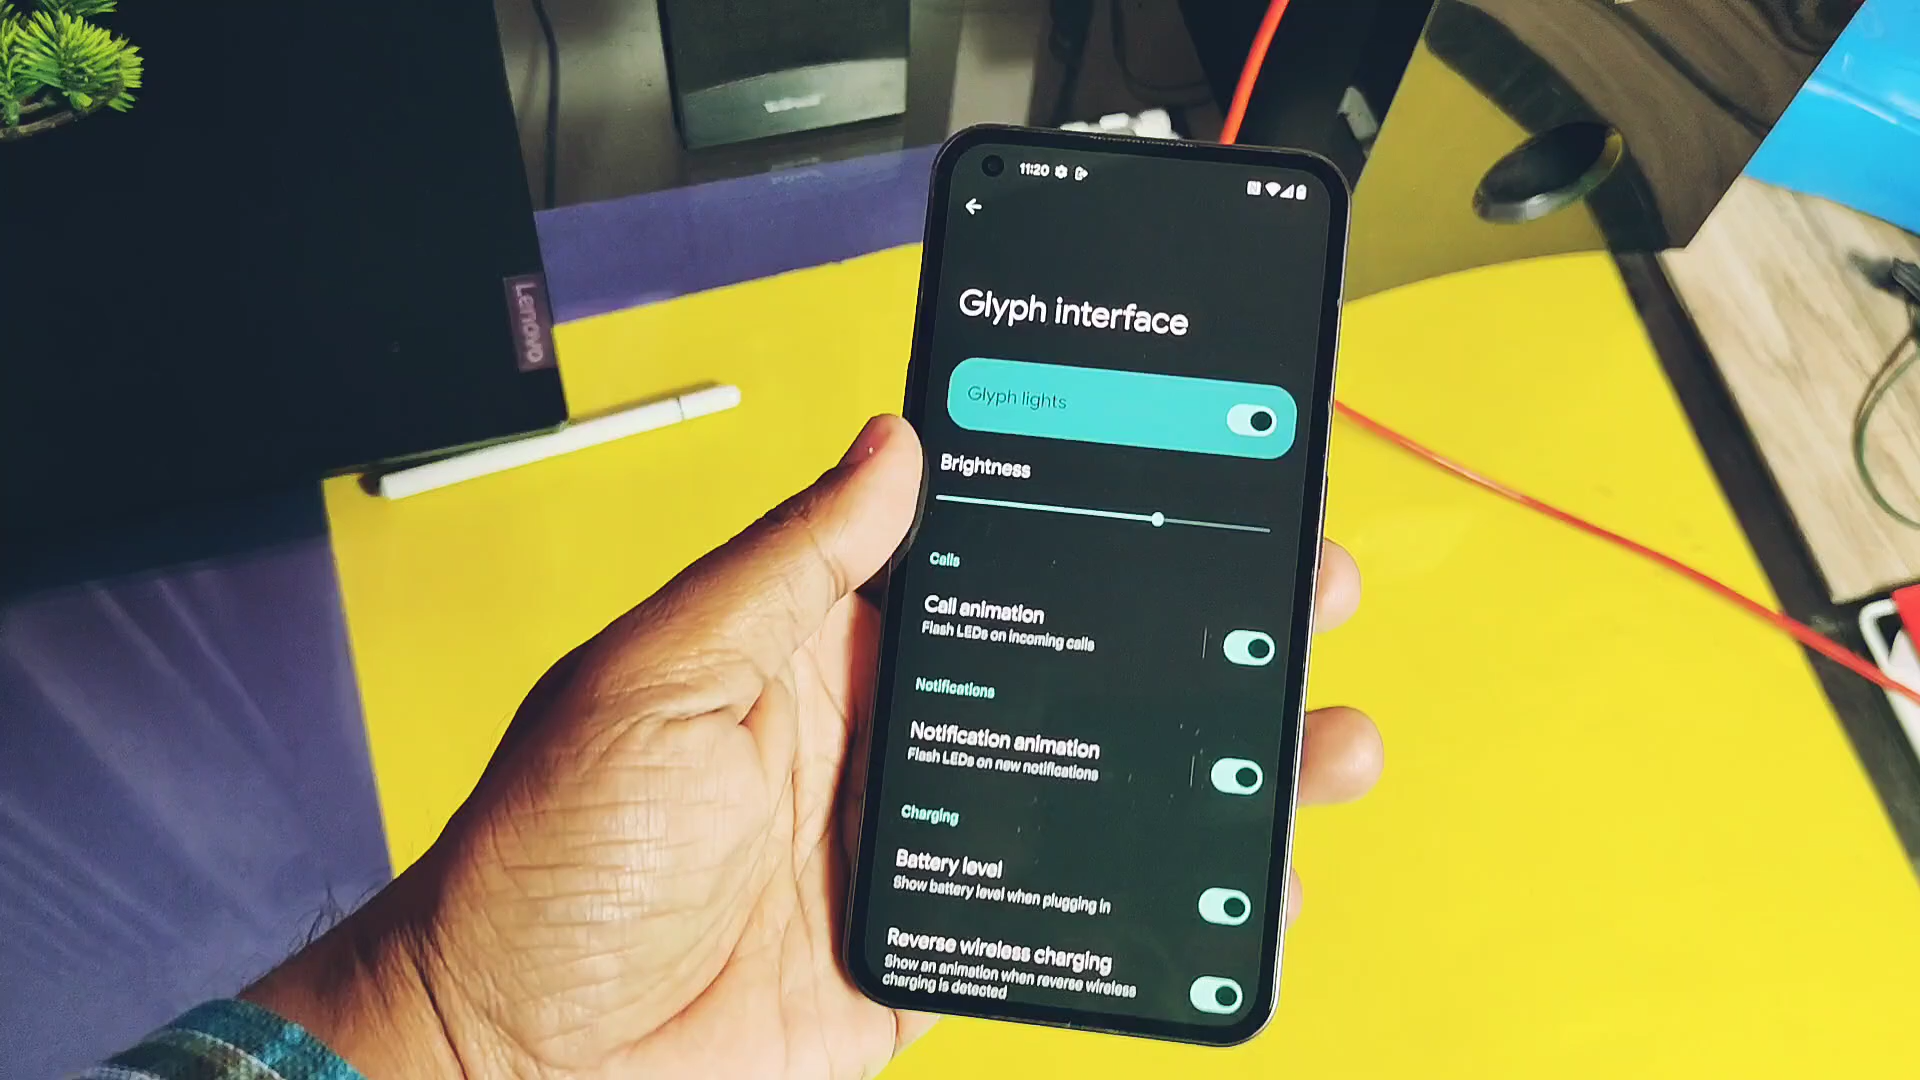 11:20
Glyph interface
Glyph lights
Brightness
Calls
Call animation
Flash LEDs on incoming calls
Notifications
Notification animation
Flash LEDs on new notifications
Charging
Battery level
Show battery level when plugging in
Reverse wireless charging
Show an animation when reverse wireless
charging is detected
Lenovo